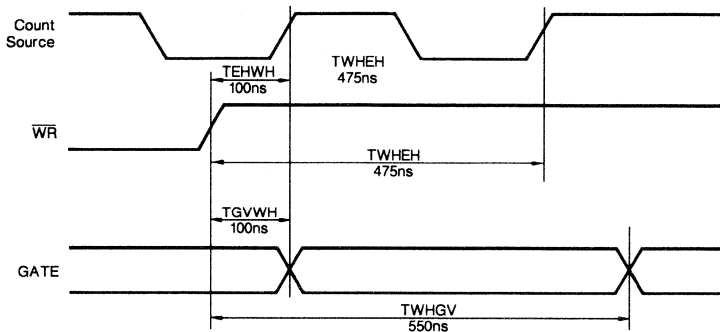 Count
Source
TEHWH
100ns
TWHEH
475ns
WR
TWHEH
475ns
TGVWH
100ns
GATE
TWHGV
550ns